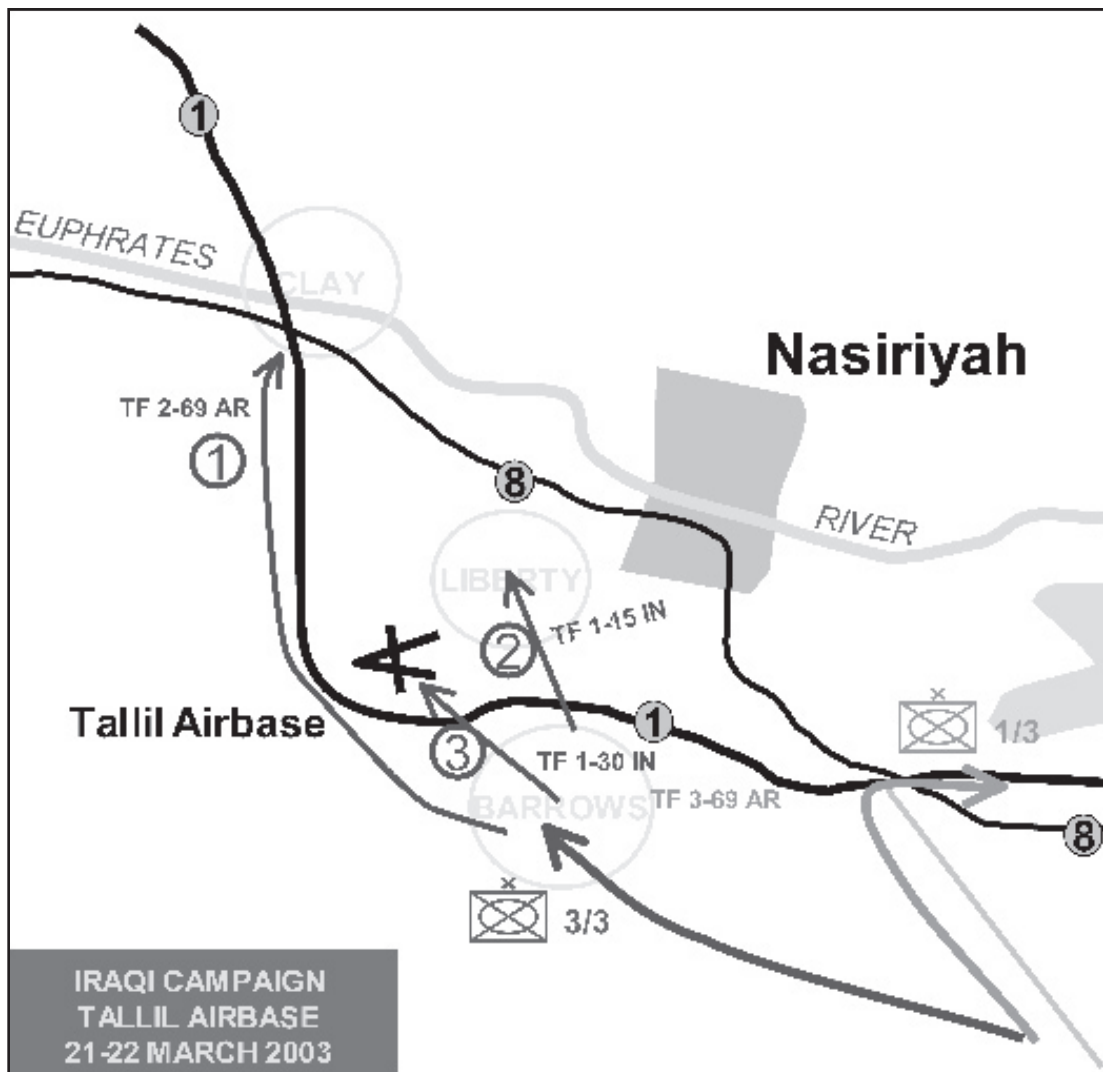 1
EUPHRATES
CLAY
Nasiriyah
TF 2-69 AR
1
8
RIVER
LIBERTY
2
TF 1-15 IN
Tallil Airbase
1
1/3
3
TF 1-30 IN
BARROWS
TF 3-69 AR
8
3/3
IRAQI CAMPAIGN
TALLIL AIRBASE
21-22 MARCH 2003